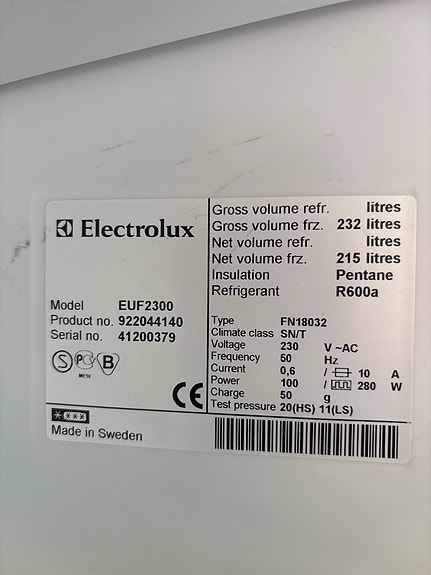 Electrolux
Model EUF2300
Product no. 922044140
Serial no. 41200379
S PG B
CE
Made in Sweden
Gross volume refr. litres
Gross volume frz. 232 litres
Net volume refr. litres
Net volume frz. 215 litres
Insulation Pentane
Refrigerant R600a
Type FN18032
Climate class SN/T
Voltage 230 V ~AC
Frequency 50 Hz
Current 0,6 / 10 A
Power 100 / 280 W
Charge 50 g
Test pressure 20(HS) 11(LS)